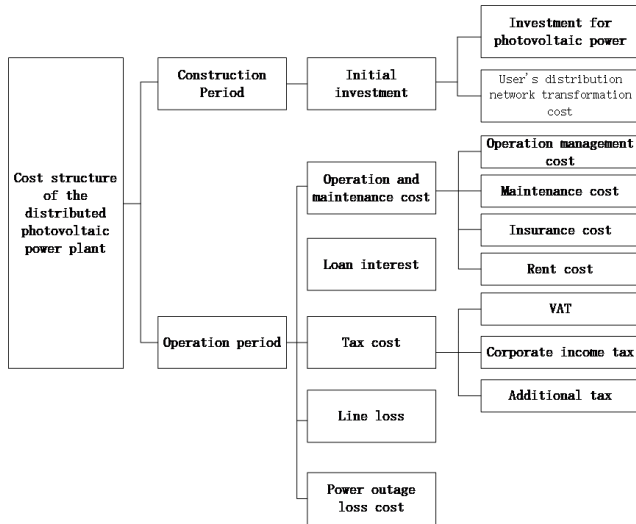 Cost structure
of the
distributed
photovoltaic
power plant
Construction
Period
Initial
investment
Investment for
photovoltaic power
User's distribution
network transformation
cost
Operation period
Operation and
maintenance cost
Operation management
cost
Maintenance cost
Insurance cost
Rent cost
Loan interest
Tax cost
VAT
Corporate income tax
Additional tax
Line loss
Power outage
loss cost